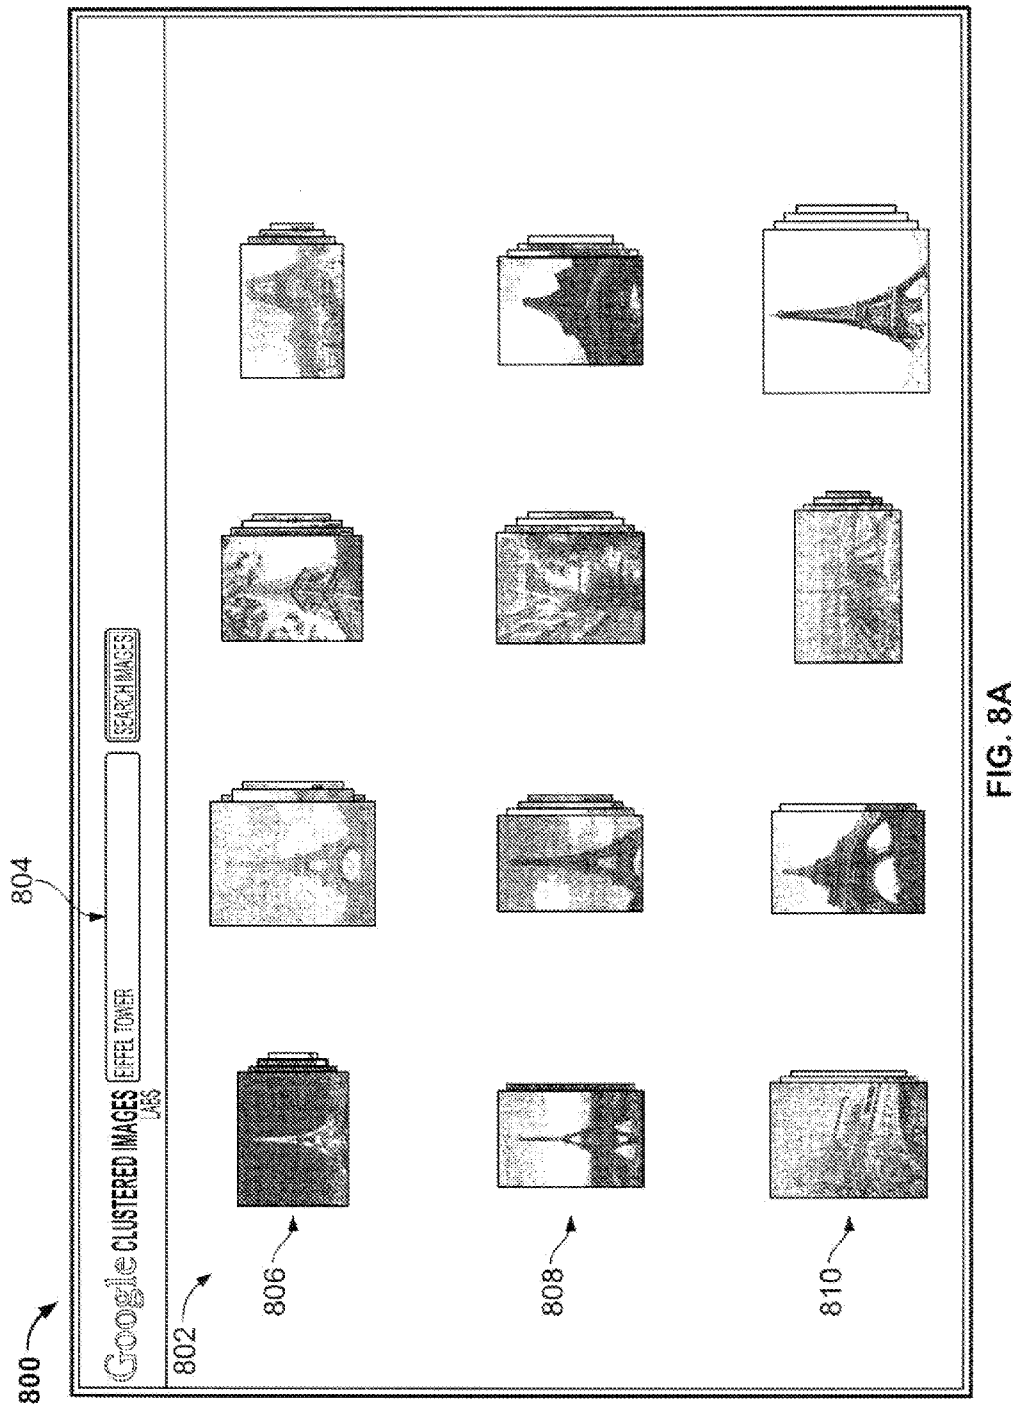 800
804
Google CLUSTERED IMAGES
LABS
EIFFEL TOWER
SEARCH IMAGES
802
806
808
810
FIG. 8A